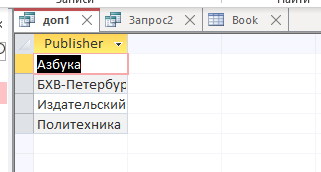 доп1 Запрос2 Book
Publisher
Азбука
БХВ-Петербур
Издательский
Политехника